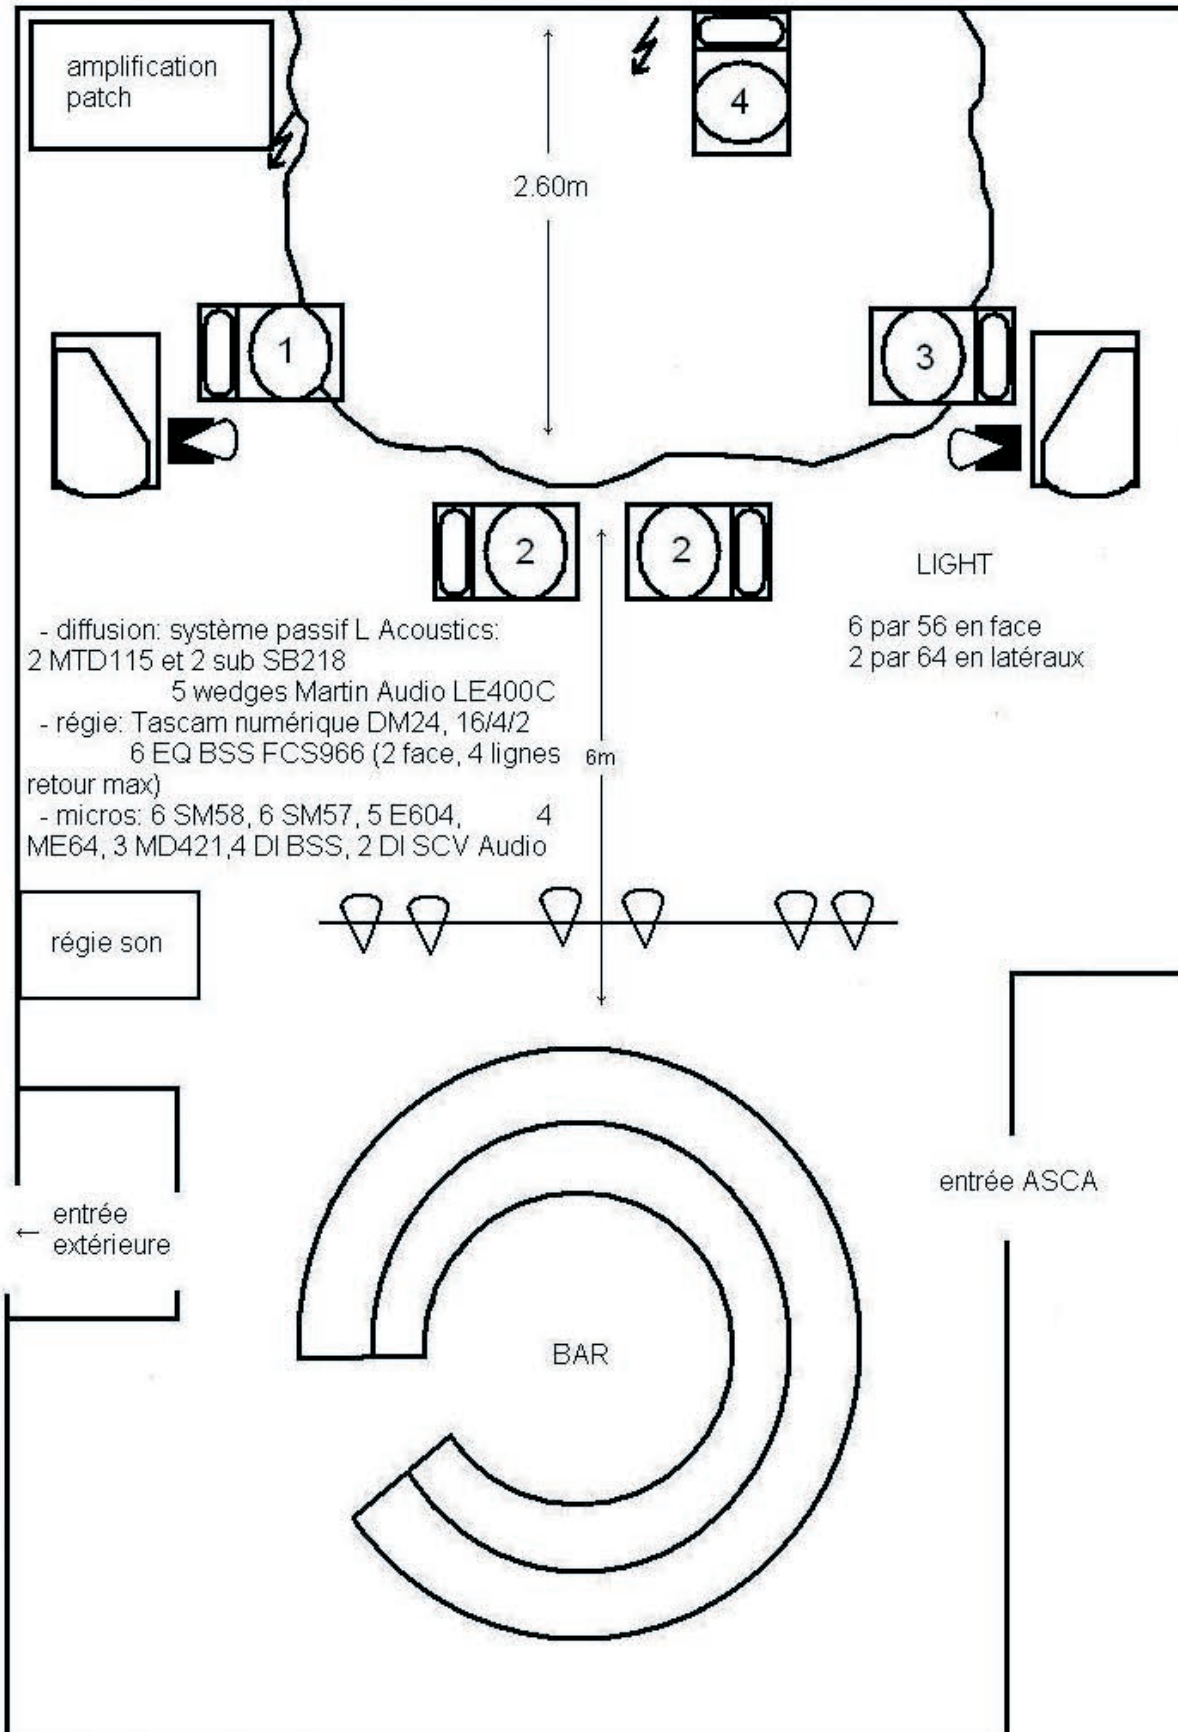 amplification
patch
4
2.60m
1
3
2
2
LIGHT
6 par 56 en face
2 par 64 en latéraux
- diffusion: système passif L Acoustics:
2 MTD115 et 2 sub SB218
5 wedges Martin Audio LE400C
- régie: Tascam numérique DM24, 16/4/2
6 EQ BSS FCS966 (2 face, 4 lignes
retour max)
- micros: 6 SM58, 6 SM57, 5 E604, 4
ME64, 3 MD421,4 DI BSS, 2 DI SCV Audio
6m
régie son
entrée ASCA
← entrée
extérieure
BAR